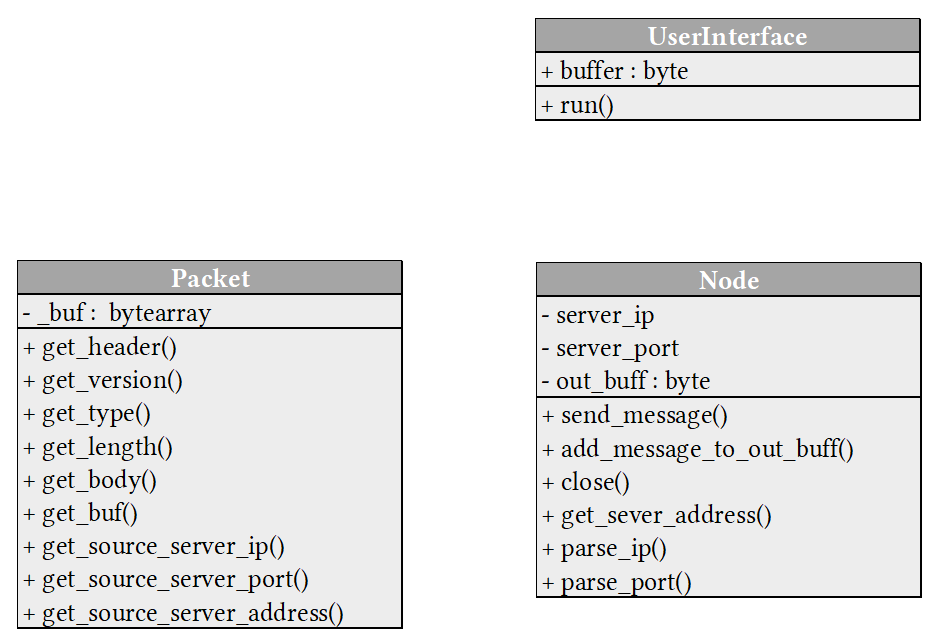 UserInterface
+ buffer : byte
+ run()
Packet
- _buf : bytearray
+ get_header()
+ get_version()
+ get_type()
+ get_length()
+ get_body()
+ get_buf()
+ get_source_server_ip()
+ get_source_server_port()
+ get_source_server_address()
Node
- server_ip
- server_port
- out_buff : byte
+ send_message()
+ add_message_to_out_buff()
+ close()
+ get_sever_address()
+ parse_ip()
+ parse_port()